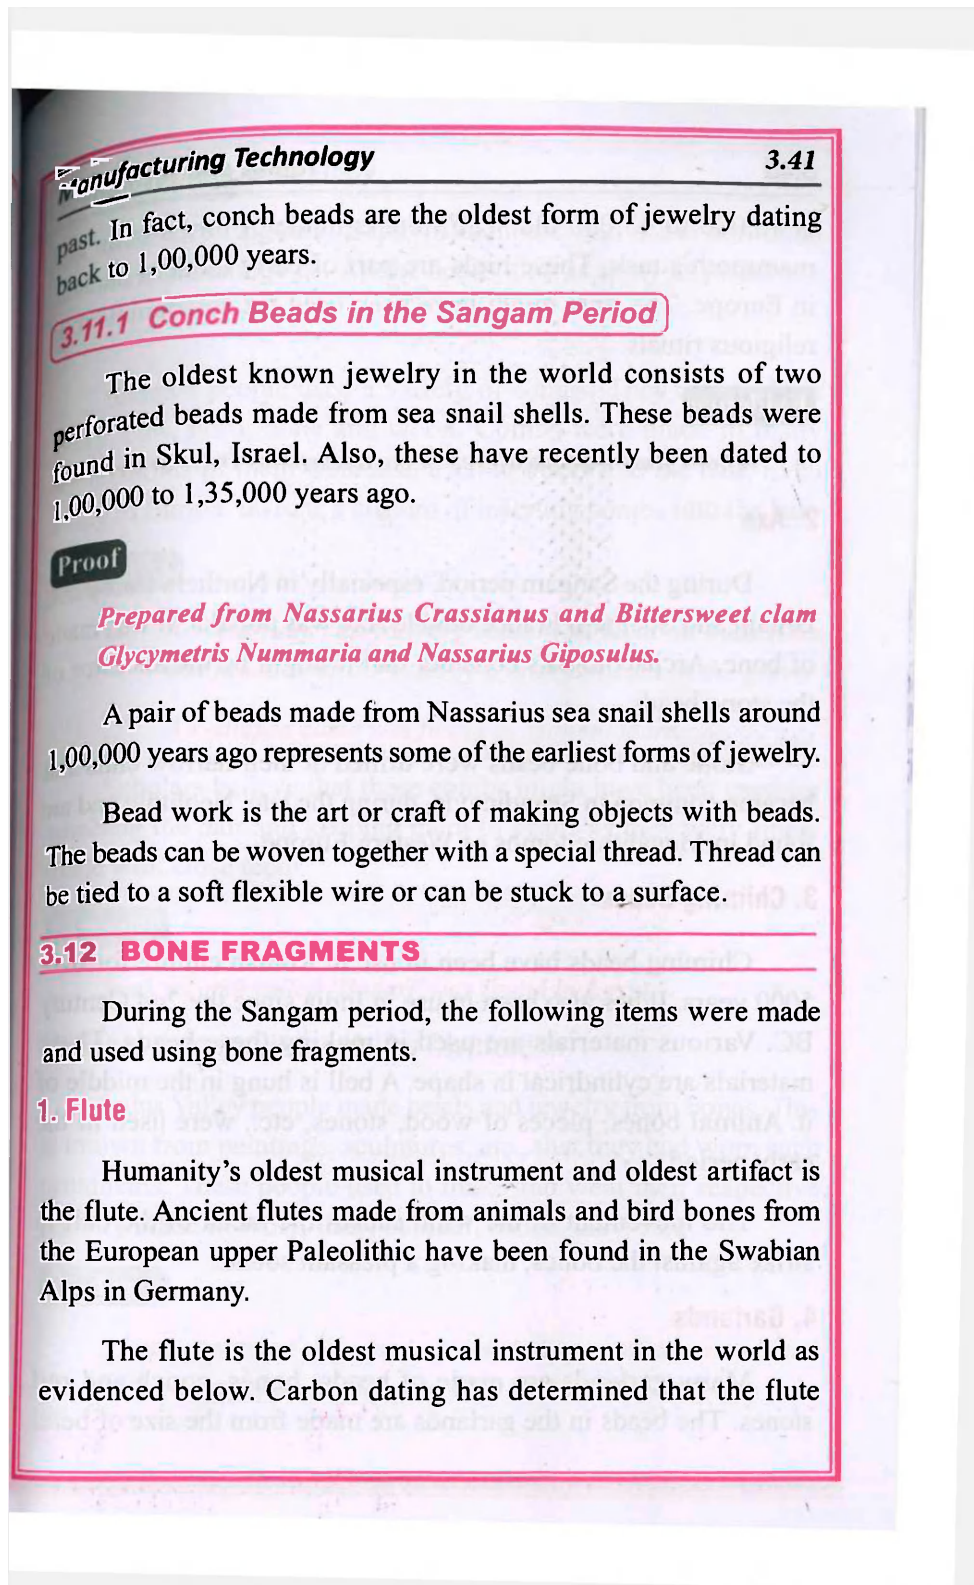 Manufacturing Technology 3.41
past. In fact, conch beads are the oldest form of jewelry dating
back to 1,00,000 years.
3.11.1 Conch Beads in the Sangam Period
The oldest known jewelry in the world consists of two
perforated beads made from sea snail shells. These beads were
found in Skul, Israel. Also, these have recently been dated to
1,00,000 to 1,35,000 years ago.
Proof
Prepared from Nassarius Crassianus and Bittersweet clam
Glycymetris Nummaria and Nassarius Giposulus.
A pair of beads made from Nassarius sea snail shells around
1,00,000 years ago represents some of the earliest forms of jewelry.
Bead work is the art or craft of making objects with beads.
The beads can be woven together with a special thread. Thread can
be tied to a soft flexible wire or can be stuck to a surface.
3.12 BONE FRAGMENTS
During the Sangam period, the following items were made
and used using bone fragments.
1. Flute
Humanity's oldest musical instrument and oldest artifact is
the flute. Ancient flutes made from animals and bird bones from
the European upper Paleolithic have been found in the Swabian
Alps in Germany.
The flute is the oldest musical instrument in the world as
evidenced below. Carbon dating has determined that the flute